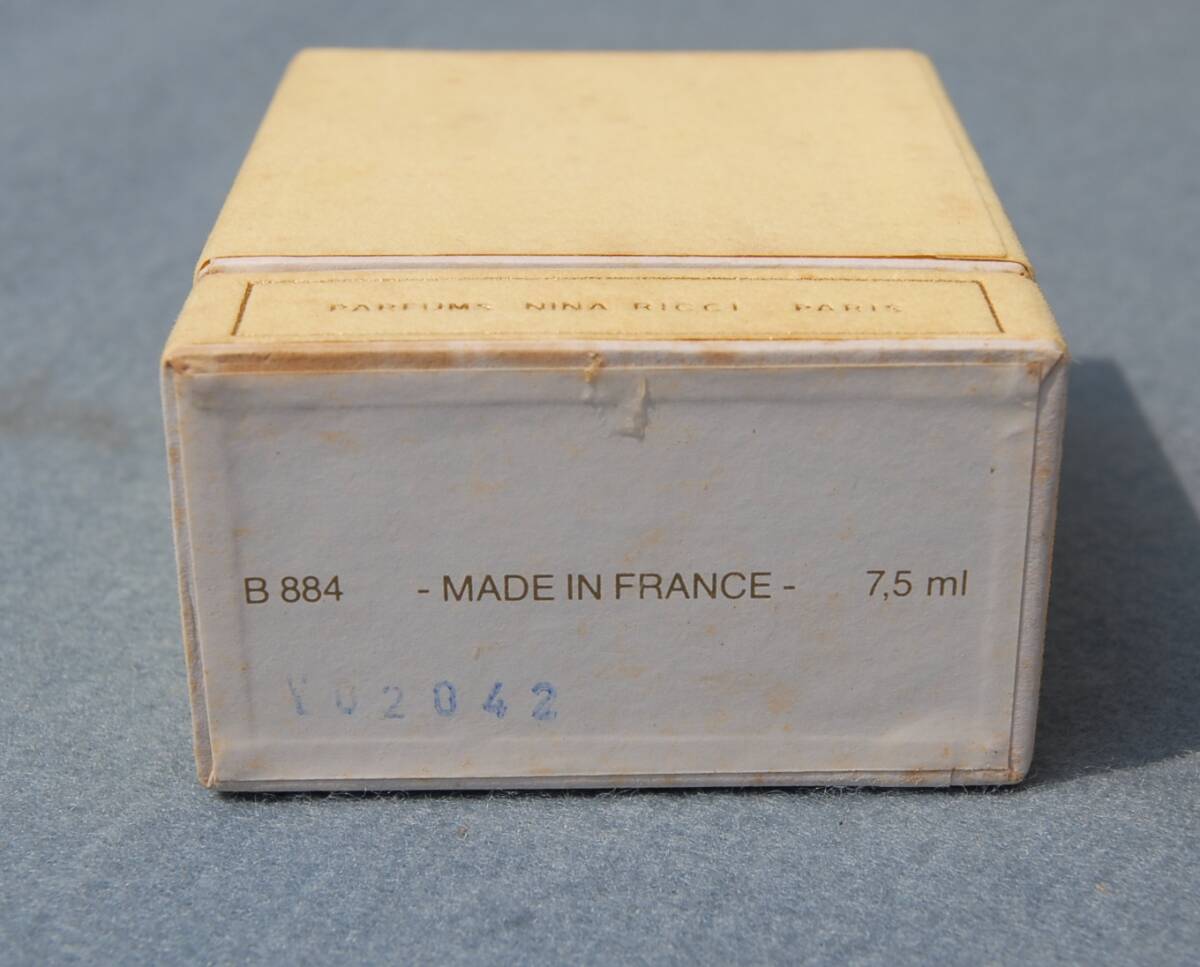 PARFUMS NINA RICCI PARIS
B 884 - MADE IN FRANCE - 7,5 ml
Y02042